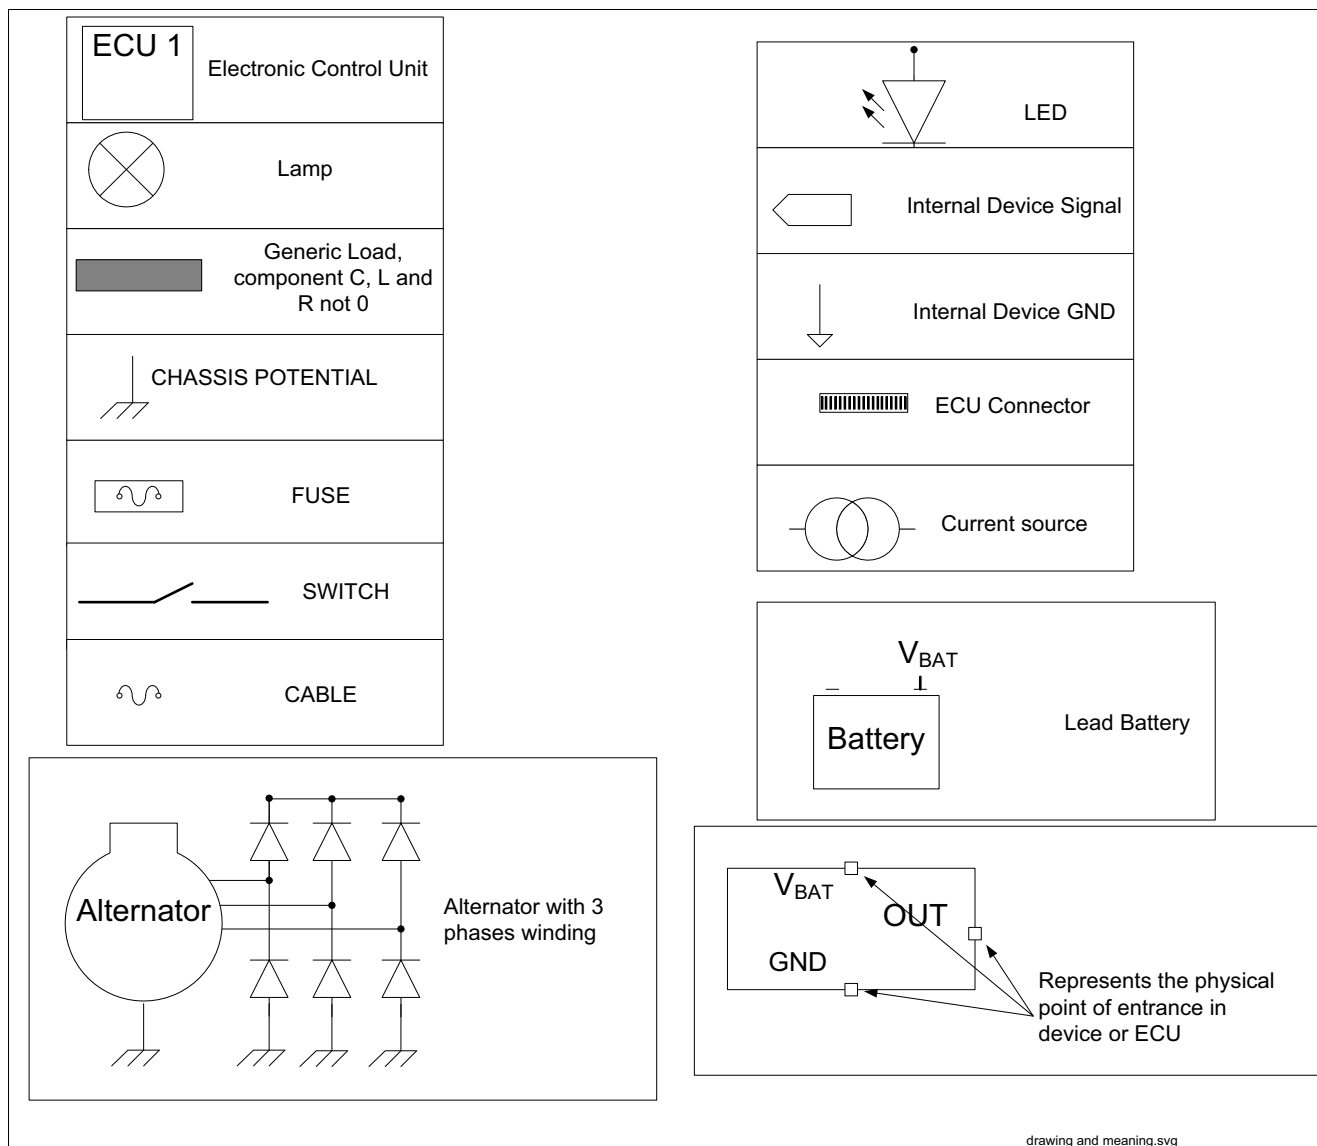 ECU 1
Electronic Control Unit
Lamp
Generic Load,
component C, L and
R not 0
CHASSIS POTENTIAL
FUSE
SWITCH
CABLE
LED
Internal Device Signal
Internal Device GND
ECU Connector
Current source
VBAT
Battery
Lead Battery
Alternator
Alternator with 3
phases winding
VBAT
OUT
GND
Represents the physical
point of entrance in
device or ECU
drawing and meaning.svg